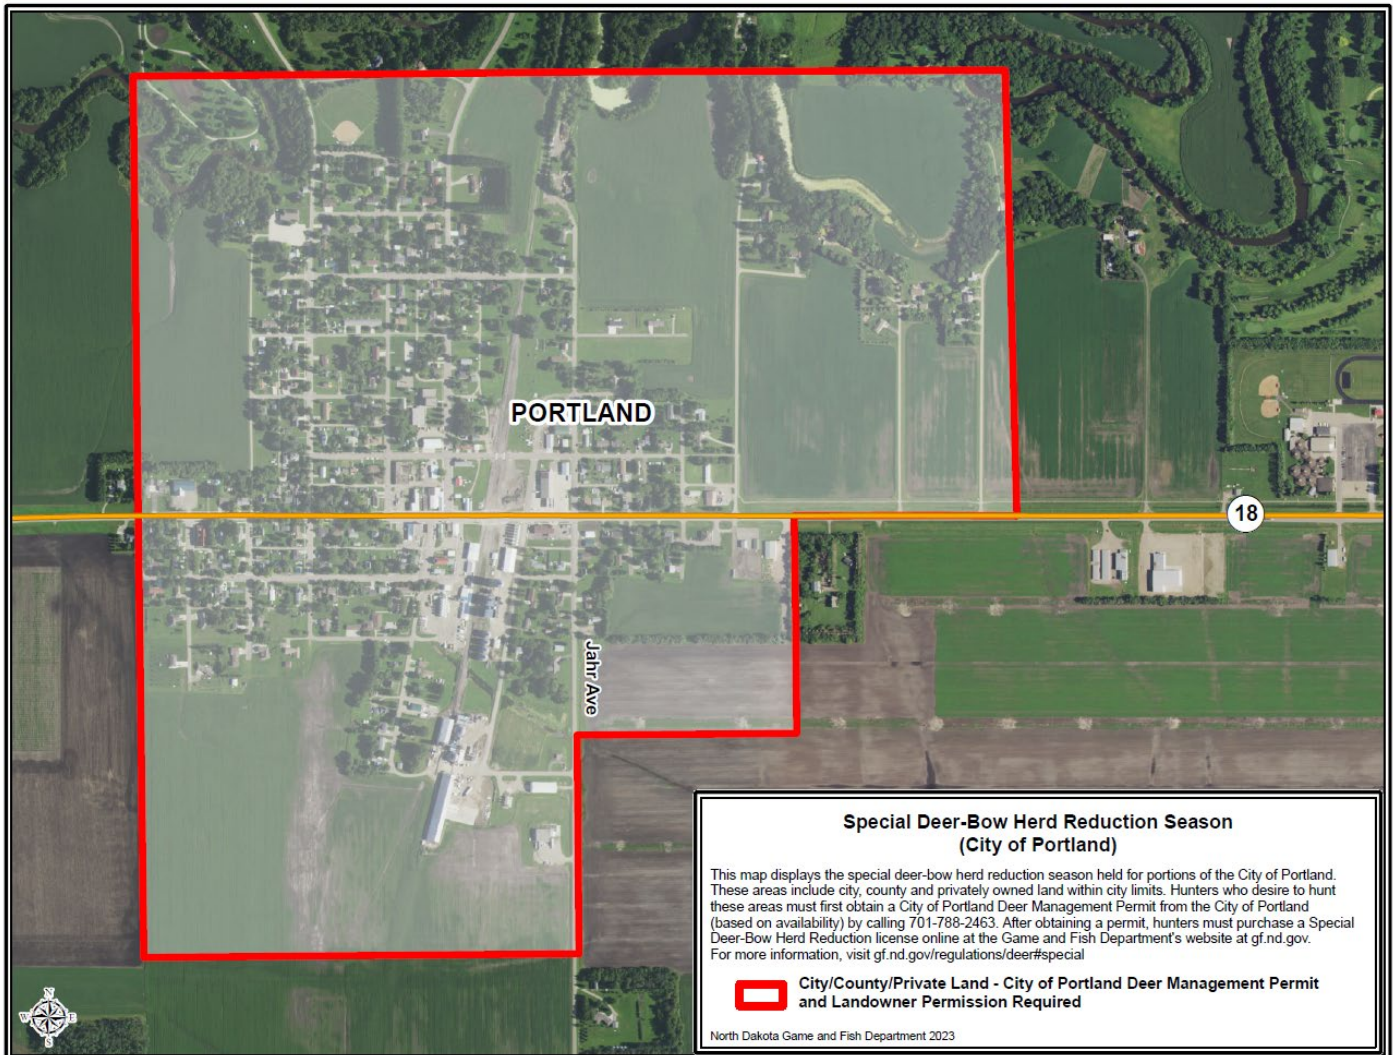 PORTLAND
18
Jahr Ave
Special Deer-Bow Herd Reduction Season
(City of Portland)
This map displays the special deer-bow herd reduction season held for portions of the City of Portland.
These areas include city, county and privately owned land within city limits. Hunters who desire to hunt
these areas must first obtain a City of Portland Deer Management Permit from the City of Portland
(based on availability) by calling 701-788-2463. After obtaining a permit, hunters must purchase a Special
Deer-Bow Herd Reduction license online at the Game and Fish Department's website at gf.nd.gov.
For more information, visit gf.nd.gov/regulations/deer#special
City/County/Private Land - City of Portland Deer Management Permit
and Landowner Permission Required
North Dakota Game and Fish Department 2023
N
W E
S